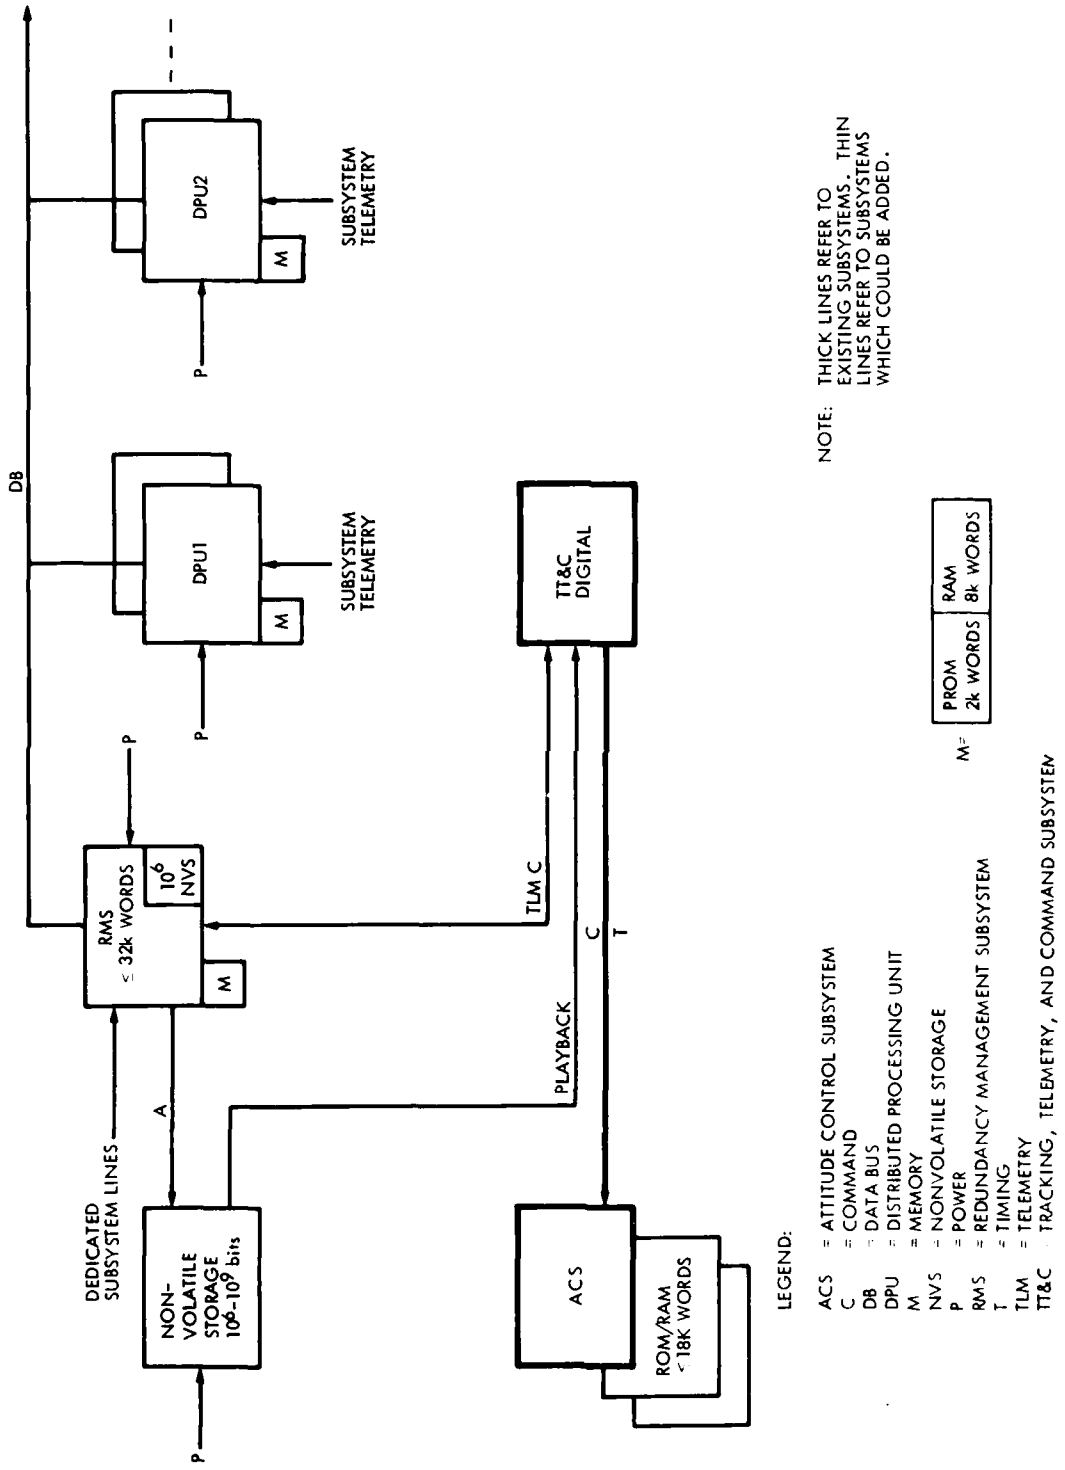 DB
DPU1
M
P
SUBSYSTEM
TELEMETRY
DPU2
M
P
SUBSYSTEM
TELEMETRY
RMS
≤ 32k WORDS
10⁶
NVS
M
P
DEDICATED
SUBSYSTEM LINES
A
NON-
VOLATILE
STORAGE
10⁶-10⁹ bits
P
TLM C
PLAYBACK
C
T
TT&C
DIGITAL
ACS
ROM/RAM
<18K WORDS
NOTE: THICK LINES REFER TO
EXISTING SUBSYSTEMS. THIN
LINES REFER TO SUBSYSTEMS
WHICH COULD BE ADDED.
LEGEND:
ACS = ATTITUDE CONTROL SUBSYSTEM
C = COMMAND
DB = DATA BUS
DPU = DISTRIBUTED PROCESSING UNIT
M = MEMORY
NVS = NONVOLATILE STORAGE
P = POWER
RMS = REDUNDANCY MANAGEMENT SUBSYSTEM
T = TIMING
TLM = TELEMETRY
TT&C TRACKING, TELEMETRY, AND COMMAND SUBSYSTEM
M= PROM RAM
2k WORDS 8k WORDS